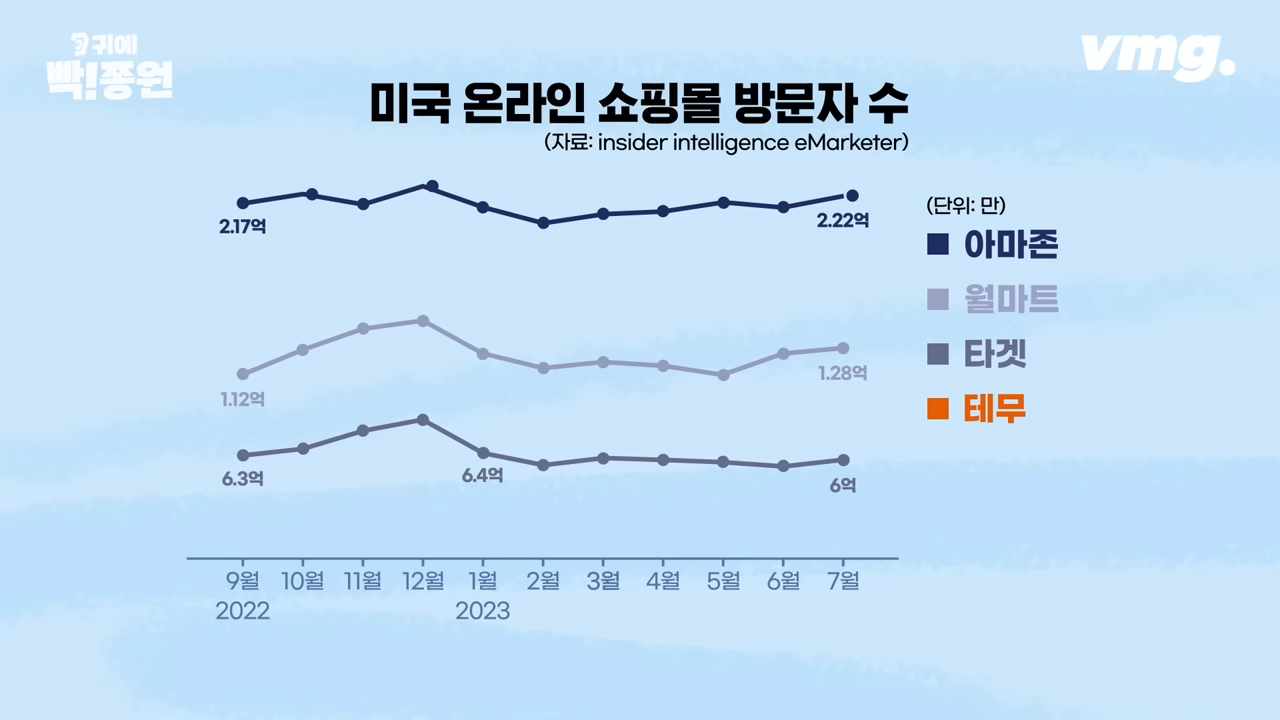 귀에
빡!종원
vmg.
미국 온라인 쇼핑몰 방문자 수
(자료: insider intelligence eMarketer)
(단위: 만)
아마존
월마트
타겟
테무
2.17억
2.22억
1.12억
1.28억
6.3억
6.4억
6억
9월 10월 11월 12월 1월 2월 3월 4월 5월 6월 7월
2022 2023